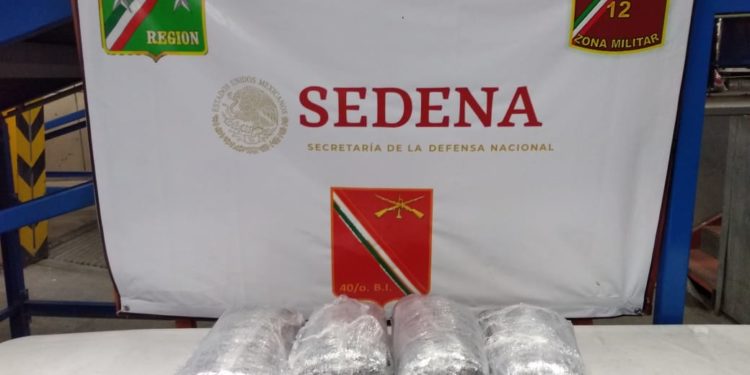 REGION
12
ZONA MILITAR
ESTADOS UNIDOS MEXICANOS
SEDENA
SECRETARÍA DE LA DEFENSA NACIONAL
40/o. B.I.